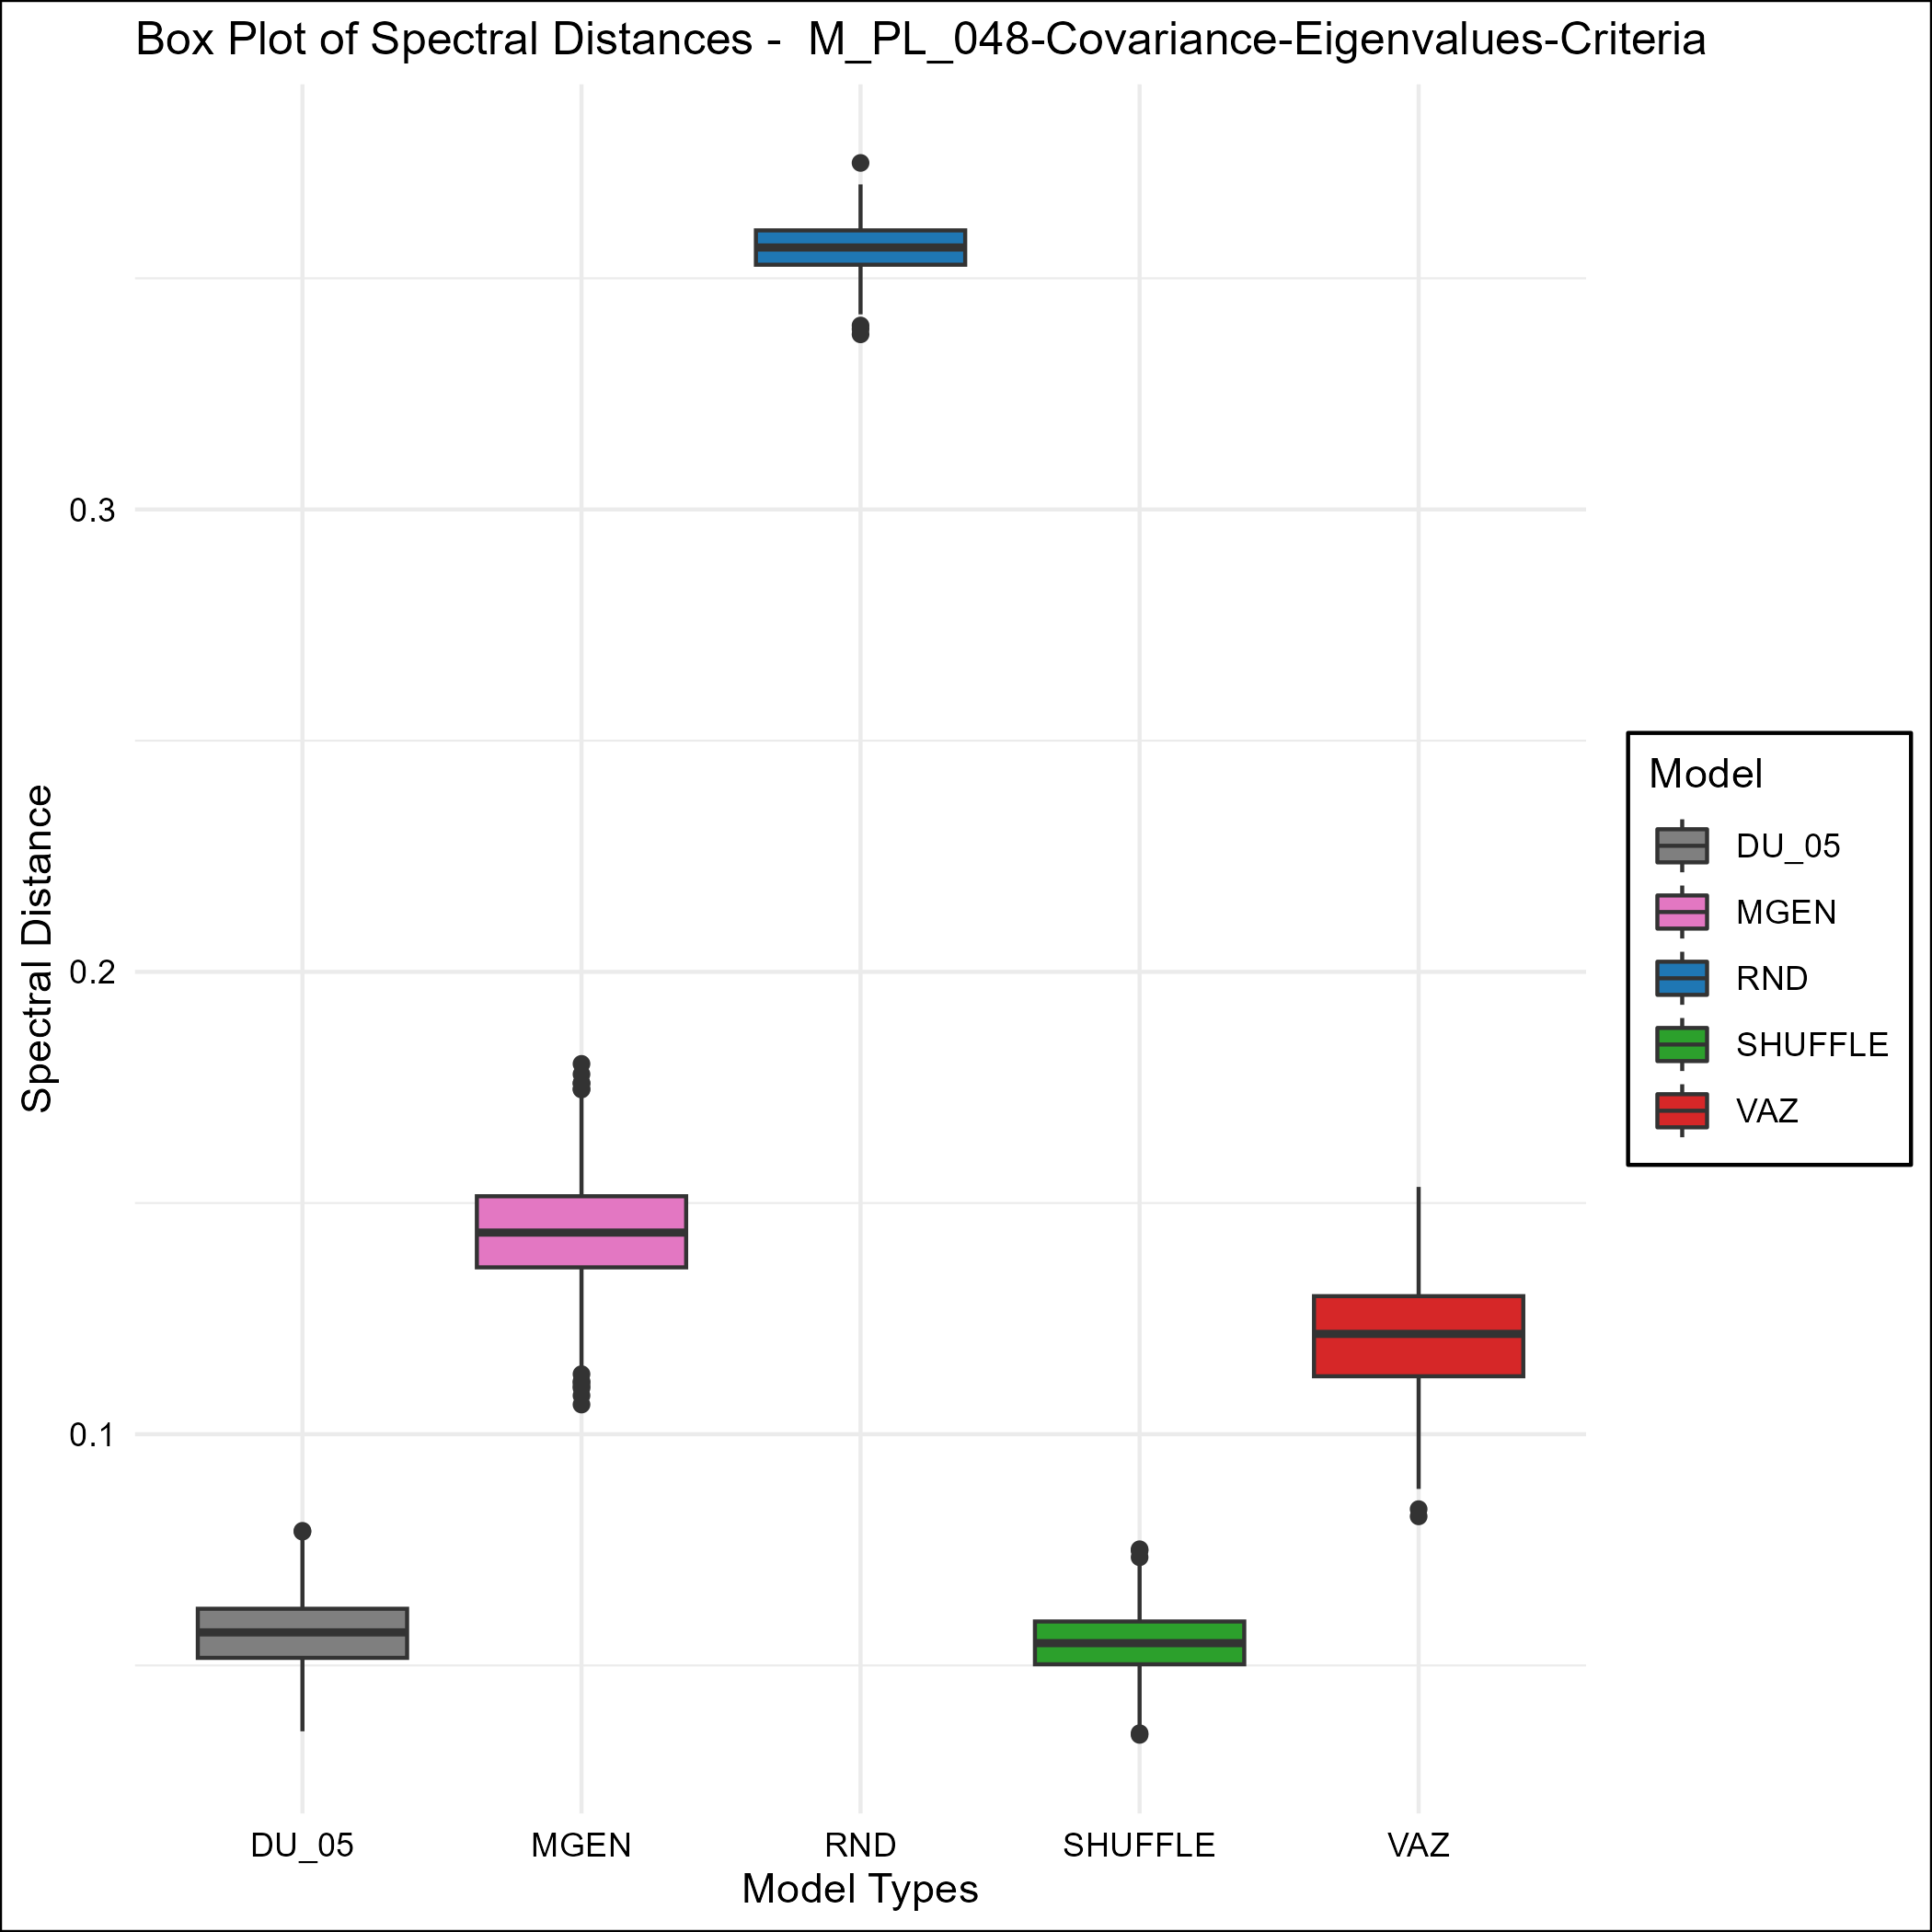 Box Plot of Spectral Distances -  M_PL_048-Covariance-Eigenvalues-Criteria
Spectral Distance
0.3
0.2
0.1
DU_05
MGEN
RND
SHUFFLE
VAZ
Model Types
Model
DU_05
MGEN
RND
SHUFFLE
VAZ